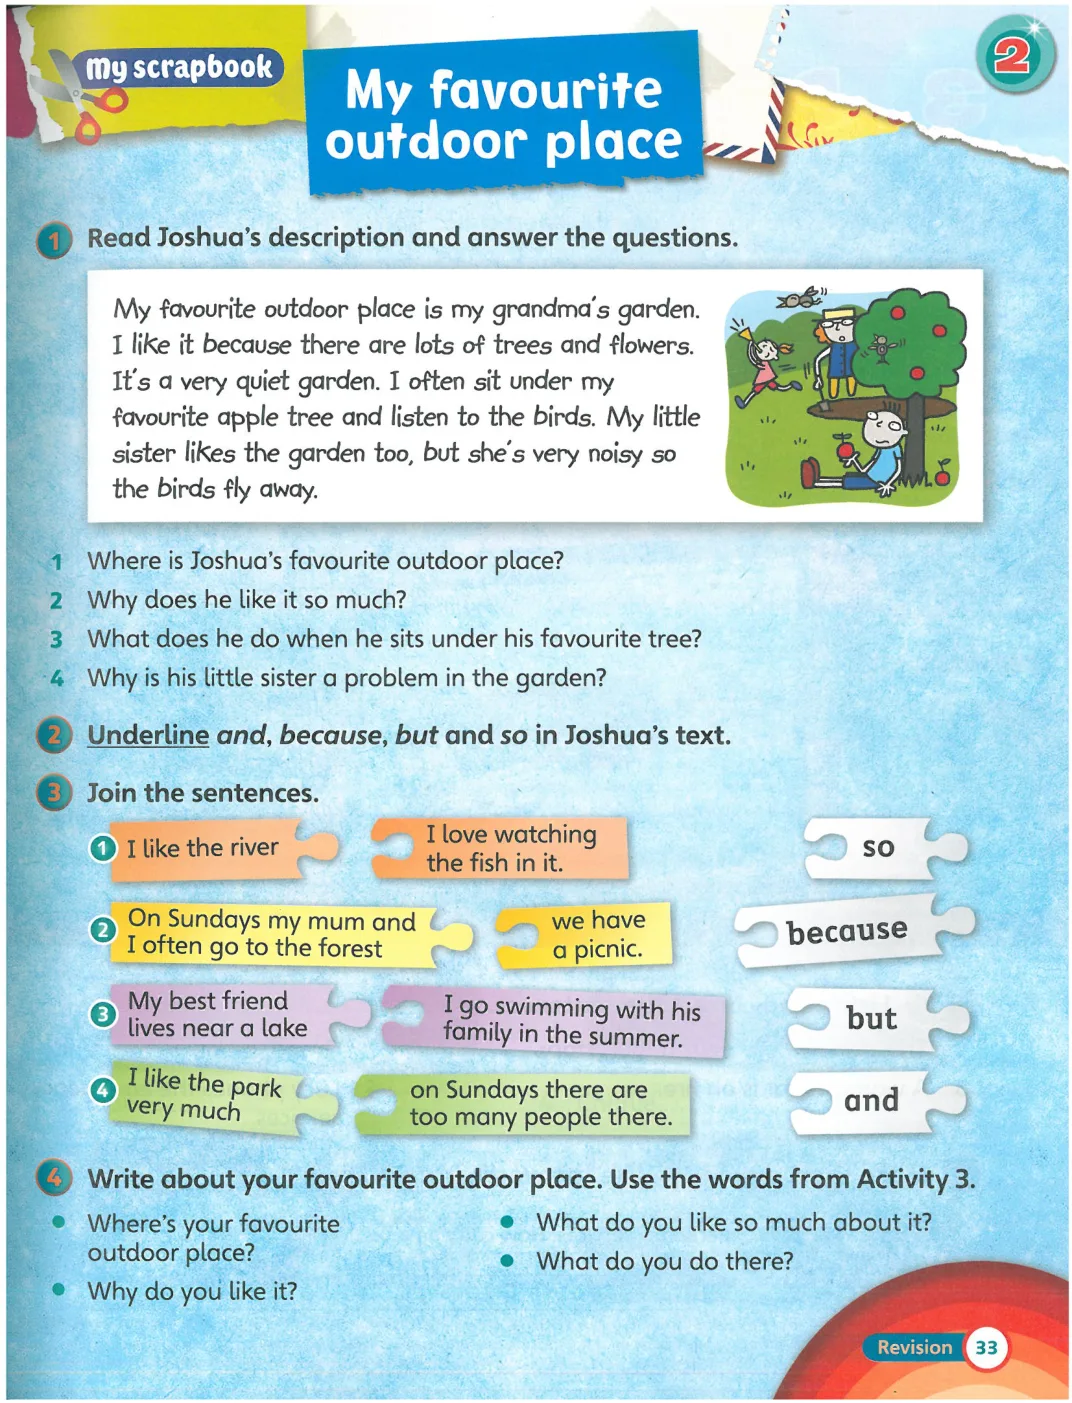 My scrapbook
My favourite
outdoor place
2
1 Read Joshua's description and answer the questions.
My favourite outdoor place is my grandma's garden.
I like it because there are lots of trees and flowers.
It's a very quiet garden. I often sit under my
favourite apple tree and listen to the birds. My little
sister likes the garden too, but she's very noisy so
the birds fly away.
1 Where is Joshua's favourite outdoor place?
2 Why does he like it so much?
3 What does he do when he sits under his favourite tree?
4 Why is his little sister a problem in the garden?
2 Underline and, because, but and so in Joshua's text.
3 Join the sentences.
1 I like the river
I love watching
the fish in it.
so
2 On Sundays my mum and
I often go to the forest
we have
a picnic.
because
3 My best friend
lives near a lake
I go swimming with his
family in the summer.
but
4 I like the park
very much
on Sundays there are
too many people there.
and
4 Write about your favourite outdoor place. Use the words from Activity 3.
• Where's your favourite
outdoor place?
• Why do you like it?
• What do you like so much about it?
• What do you do there?
Revision 33